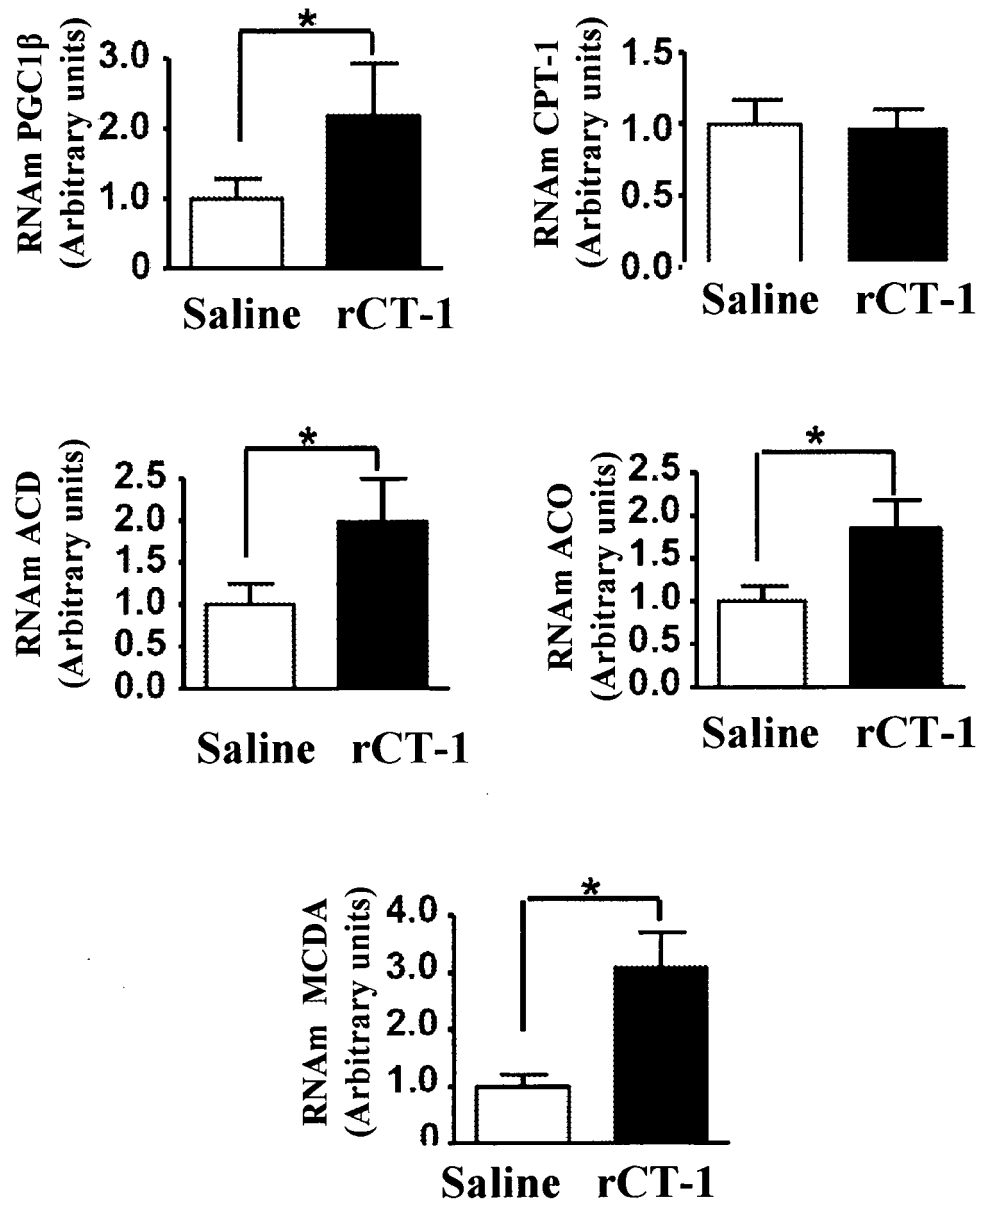 RNAm PGC1β
(Arbitrary units)
*
3.0
2.0
1.0
0
Saline rCT-1
RNAm CPT-1
(Arbitrary units)
1.5
1.0
0.5
0.0
Saline rCT-1
RNAm ACD
(Arbitrary units)
*
2.5
2.0
1.5
1.0
0.5
0.0
Saline rCT-1
RNAm ACO
(Arbitrary units)
*
2.5
2.0
1.5
1.0
0.5
0.0
Saline rCT-1
RNAm MCDA
(Arbitrary units)
*
4.0
3.0
2.0
1.0
0
Saline rCT-1